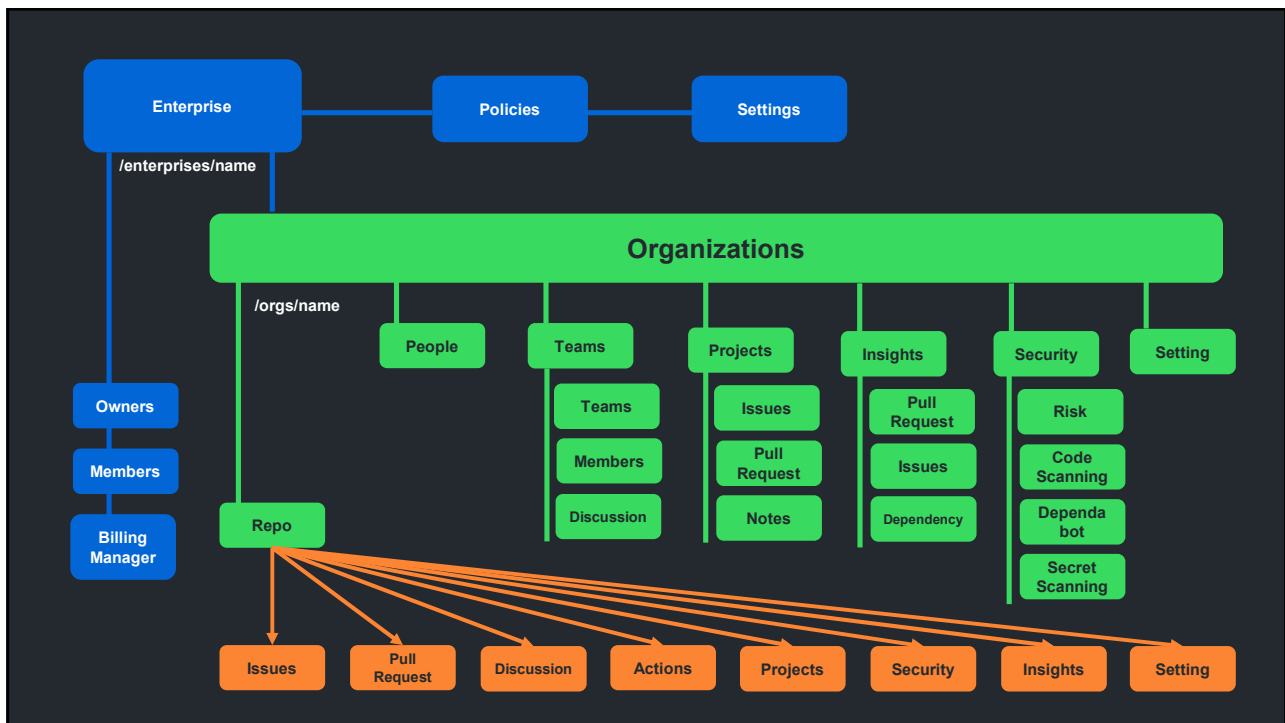 Enterprise
Policies
Settings
/enterprises/name
Organizations
/orgs/name
People
Teams
Projects
Insights
Security
Setting
Owners
Members
Billing
Manager
Teams
Members
Discussion
Issues
Pull
Request
Notes
Pull
Request
Issues
Dependency
Risk
Code
Scanning
Dependa
bot
Secret
Scanning
Repo
Issues
Pull
Request
Discussion
Actions
Projects
Security
Insights
Setting